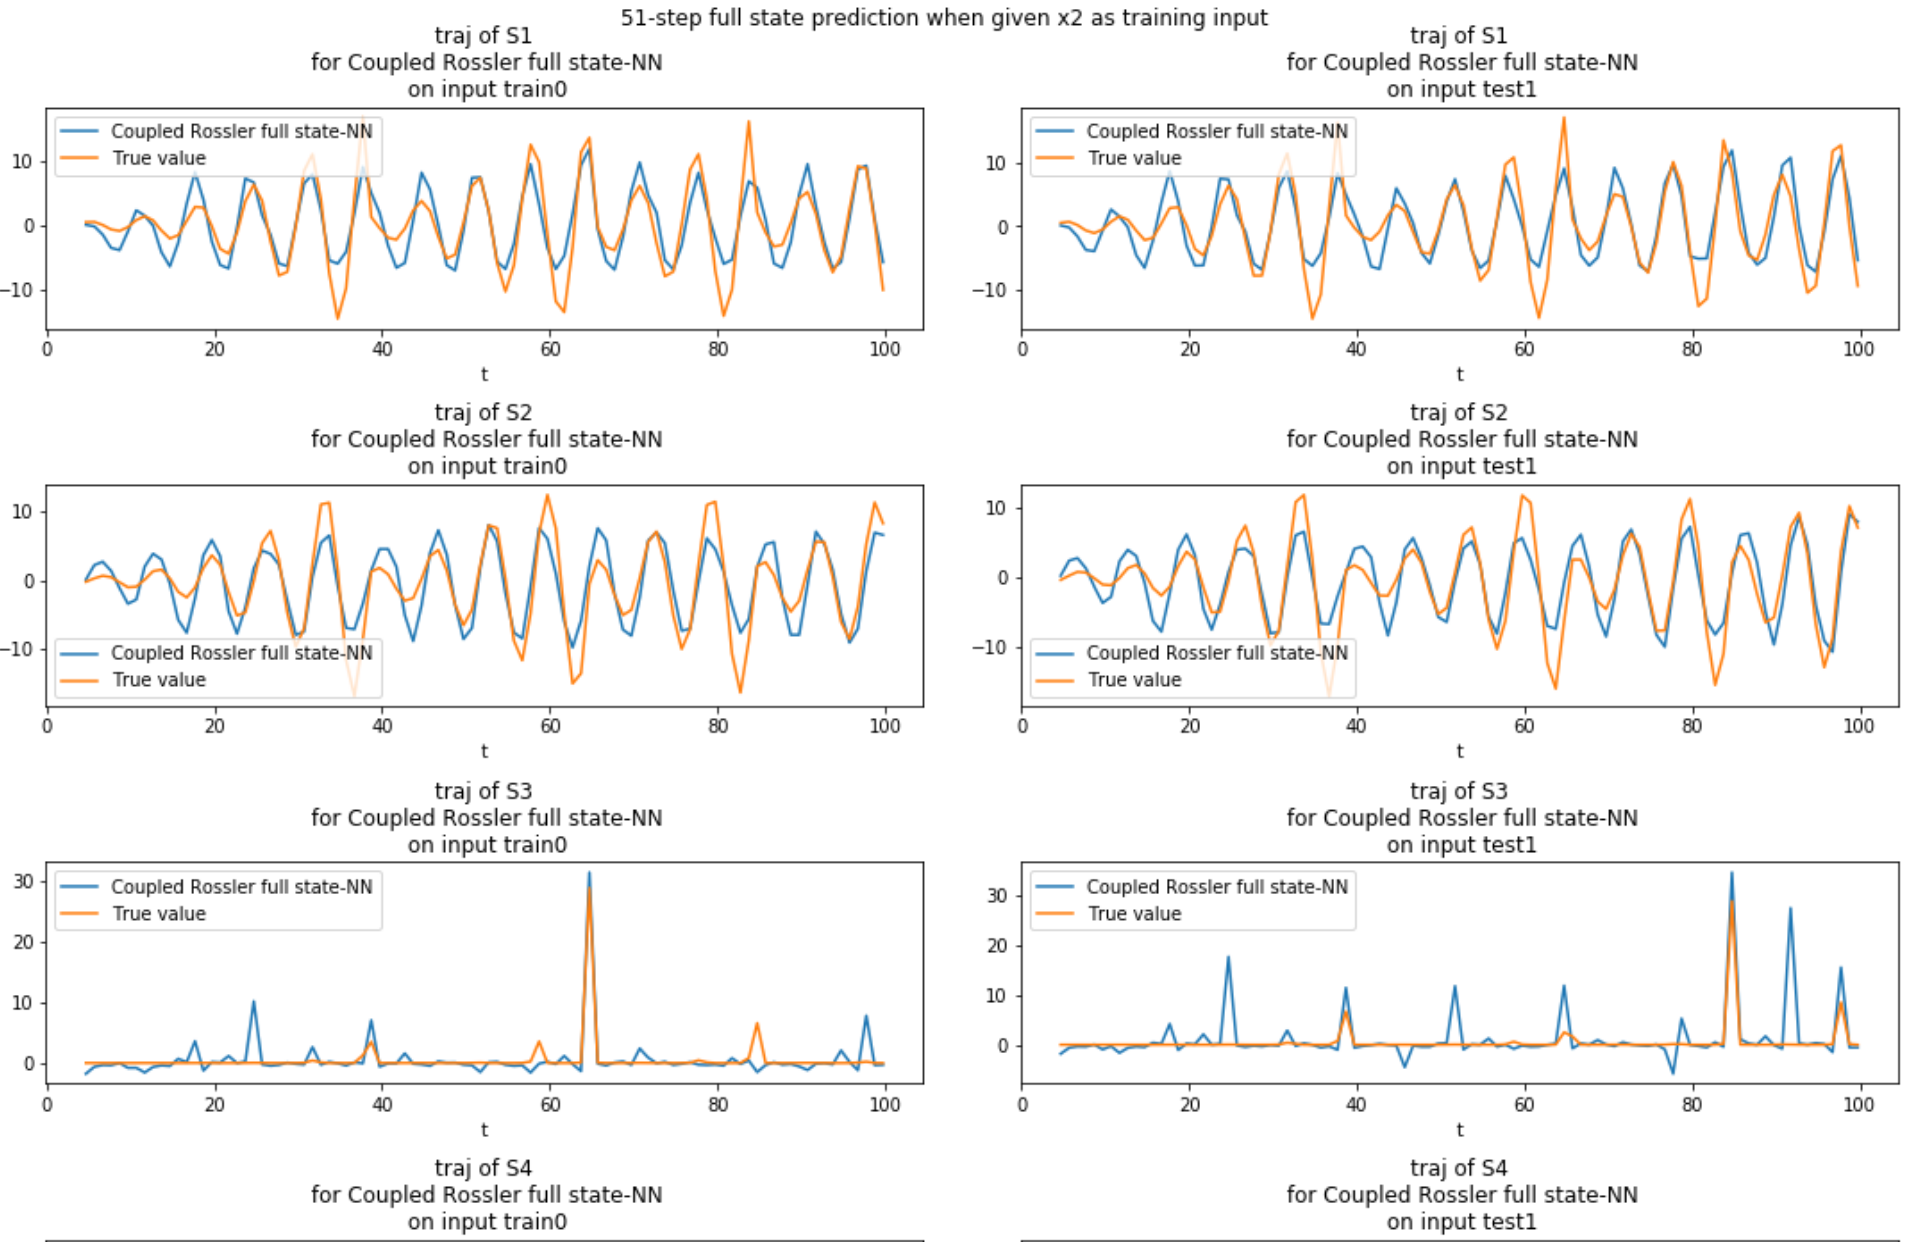 51-step full state prediction when given x2 as training input
traj of S1
for Coupled Rossler full state-NN
on input train0
Coupled Rossler full state-NN
True value
10
0
−10
0 20 40 60 80 100
t
traj of S1
for Coupled Rossler full state-NN
on input test1
Coupled Rossler full state-NN
True value
10
0
−10
0 20 40 60 80 100
t
traj of S2
for Coupled Rossler full state-NN
on input train0
10
0
−10
Coupled Rossler full state-NN
True value
0 20 40 60 80 100
t
traj of S2
for Coupled Rossler full state-NN
on input test1
10
0
−10
Coupled Rossler full state-NN
True value
0 20 40 60 80 100
t
traj of S3
for Coupled Rossler full state-NN
on input train0
Coupled Rossler full state-NN
True value
30
20
10
0
0 20 40 60 80 100
t
traj of S3
for Coupled Rossler full state-NN
on input test1
Coupled Rossler full state-NN
True value
30
20
10
0
0 20 40 60 80 100
t
traj of S4
for Coupled Rossler full state-NN
on input train0
traj of S4
for Coupled Rossler full state-NN
on input test1